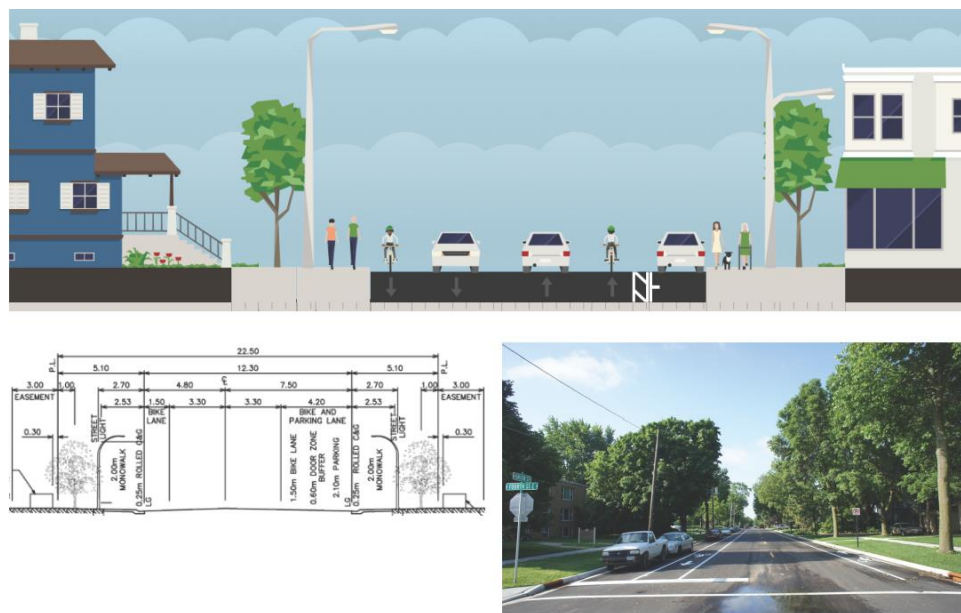 22.50
P.L.
5.10
12.30
5.10
P.L.
3.00
1.00
2.70
4.80
7.50
2.70
1.00
3.00
EASEMENT
EASEMENT
2.53
1.50
3.30
3.30
4.20
2.53
BIKE
LANE
BIKE AND
PARKING LANE
0.30
STREET
LIGHT
2.00m
MONOWALK
0.25m ROLLED C&G
LG
1.50m BIKE LANE
0.60m DOOR ZONE
BUFFER
2.10m PARKING
LG
0.25m ROLLED C&G
2.00m
MONOWALK
STREET
LIGHT
0.30